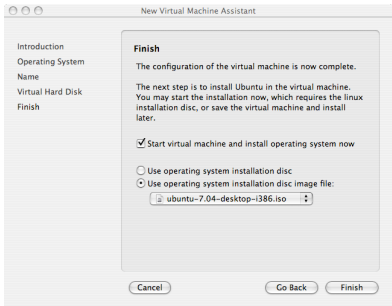 New Virtual Machine Assistant
Introduction
Operating System
Name
Virtual Hard Disk
Finish
Finish
The configuration of the virtual machine is now complete.
The next step is to install Ubuntu in the virtual machine.
You may start the installation now, which requires the linux
installation disc, or save the virtual machine and install
later.
Start virtual machine and install operating system now
Use operating system installation disc
Use operating system installation disc image file:
ubuntu-7.04-desktop-i386.iso
Cancel
Go Back
Finish